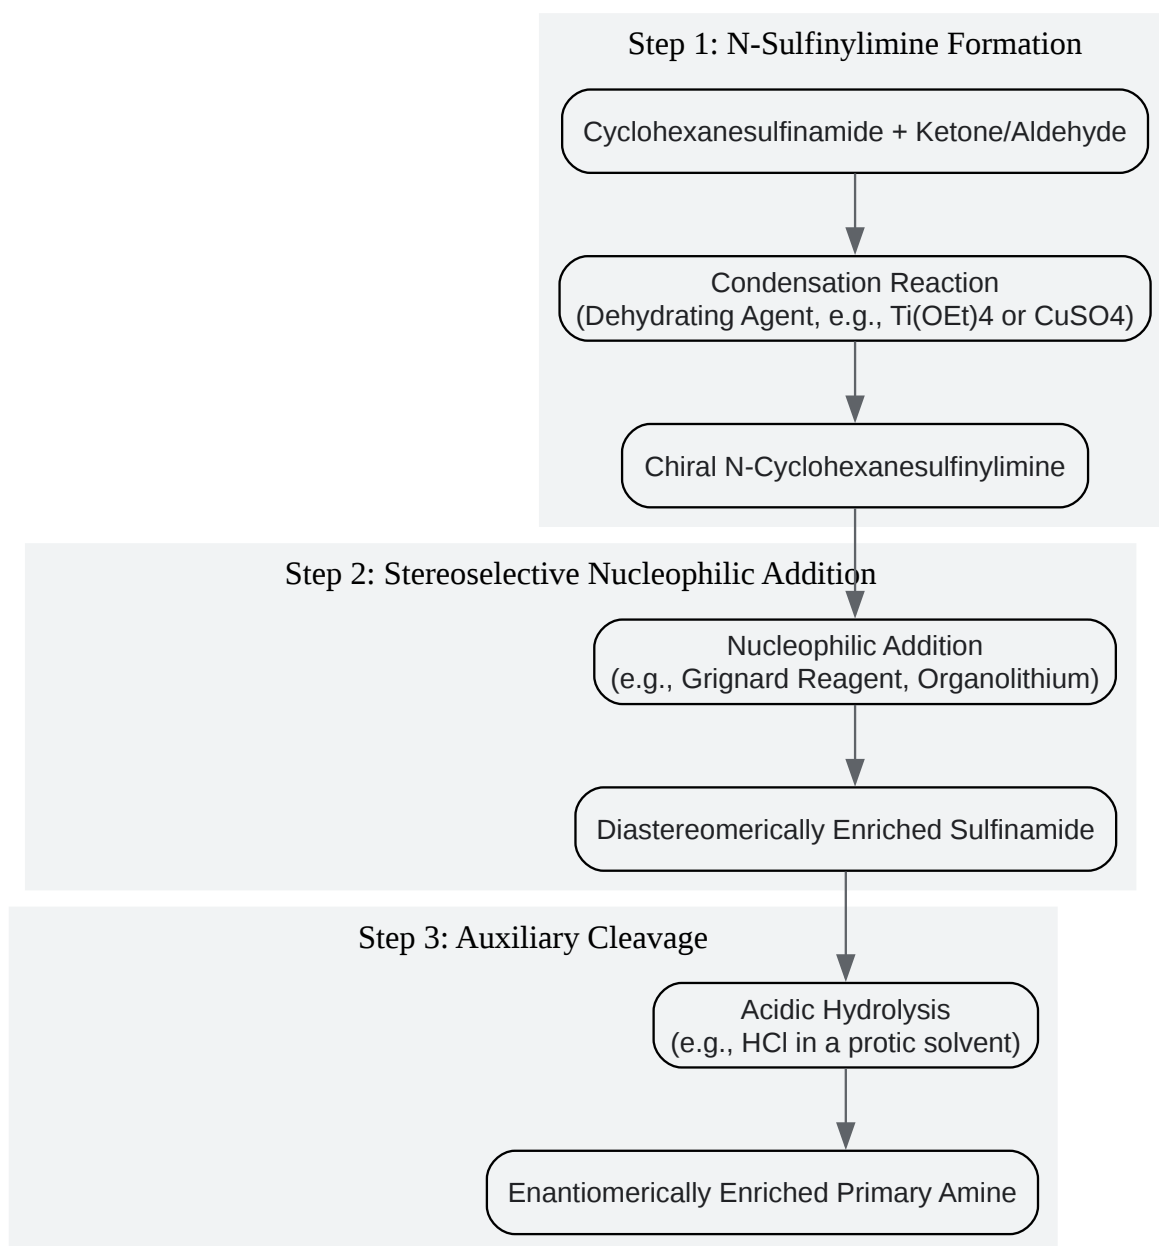 Step 1: N-Sulfinylimine Formation
Cyclohexanesulfinamide + Ketone/Aldehyde
Condensation Reaction
(Dehydrating Agent, e.g., Ti(OEt)4 or CuSO4)
Chiral N-Cyclohexanesulfinylimine
Step 2: Stereoselective Nucleophilic Addition
Nucleophilic Addition
(e.g., Grignard Reagent, Organolithium)
Diastereomerically Enriched Sulfinamide
Step 3: Auxiliary Cleavage
Acidic Hydrolysis
(e.g., HCl in a protic solvent)
Enantiomerically Enriched Primary Amine